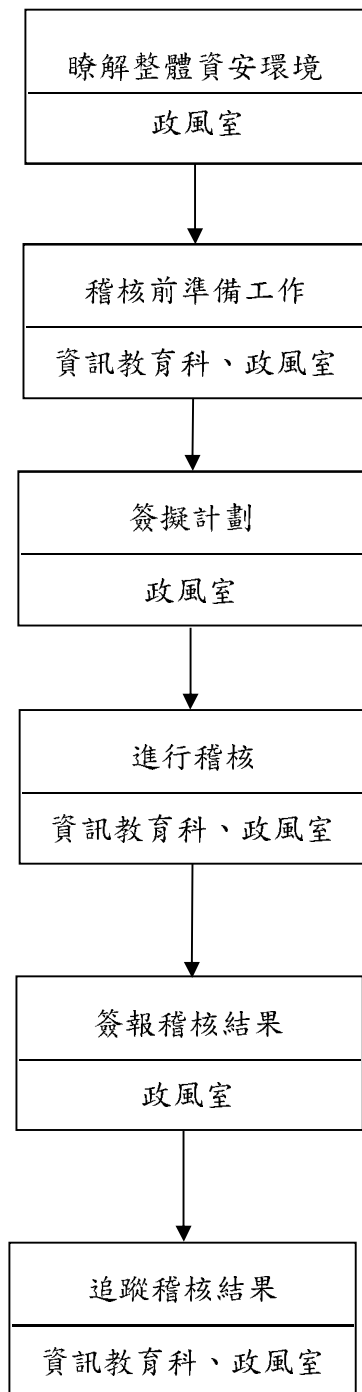 瞭解整體資安環境
政風室
稽核前準備工作
資訊教育科、政風室
簽擬計劃
政風室
進行稽核
資訊教育科、政風室
簽報稽核結果
政風室
追蹤稽核結果
資訊教育科、政風室